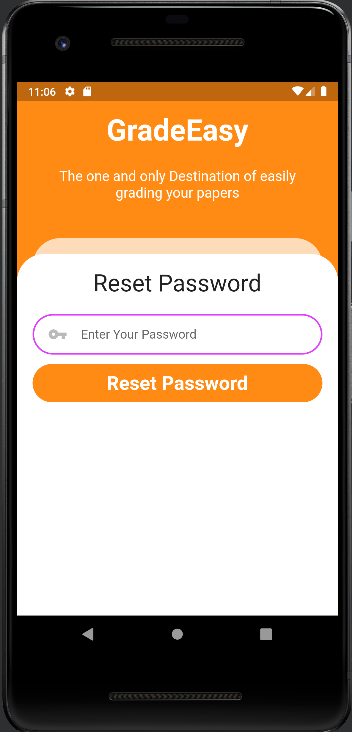 11:06
GradeEasy
The one and only Destination of easily
grading your papers
Reset Password
Enter Your Password
Reset Password